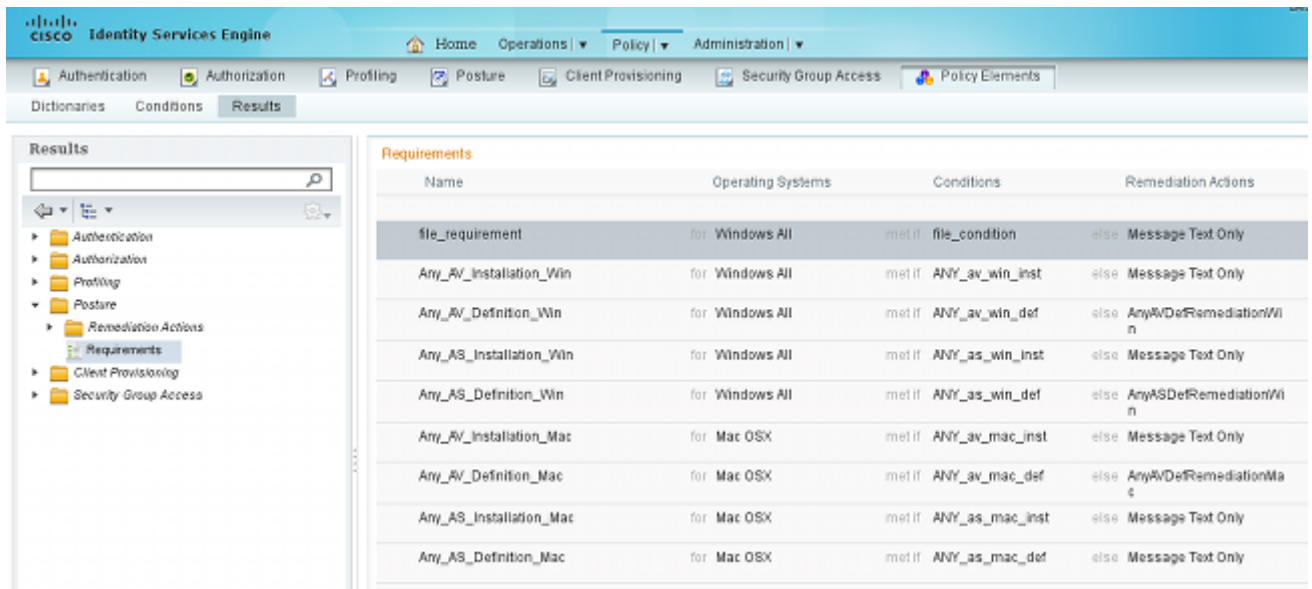 CISCO Identity Services Engine
Home Operations Policy Administration
Authentication Authorization Profiling Posture Client Provisioning Security Group Access Policy Elements
Dictionaries Conditions Results
Results
Authentication
Authorization
Profiling
Posture
Remediation Actions
Requirements
Client Provisioning
Security Group Access
Requirements
Name Operating Systems Conditions Remediation Actions
file_requirement for Windows All met if file_condition else Message Text Only
Any_AV_Installation_Win for Windows All met if ANY_av_win_inst else Message Text Only
Any_AV_Definition_Win for Windows All met if ANY_av_win_def else AnyAVDefRemediationWi
n
Any_AS_Installation_Win for Windows All met if ANY_as_win_inst else Message Text Only
Any_AS_Definition_Win for Windows All met if ANY_as_win_def else AnyASDefRemediationWi
n
Any_AV_Installation_Mac for Mac OSX met if ANY_av_mac_inst else Message Text Only
Any_AV_Definition_Mac for Mac OSX met if ANY_av_mac_def else AnyAVDefRemediationMa
c
Any_AS_Installation_Mac for Mac OSX met if ANY_as_mac_inst else Message Text Only
Any_AS_Definition_Mac for Mac OSX met if ANY_as_mac_def else Message Text Only